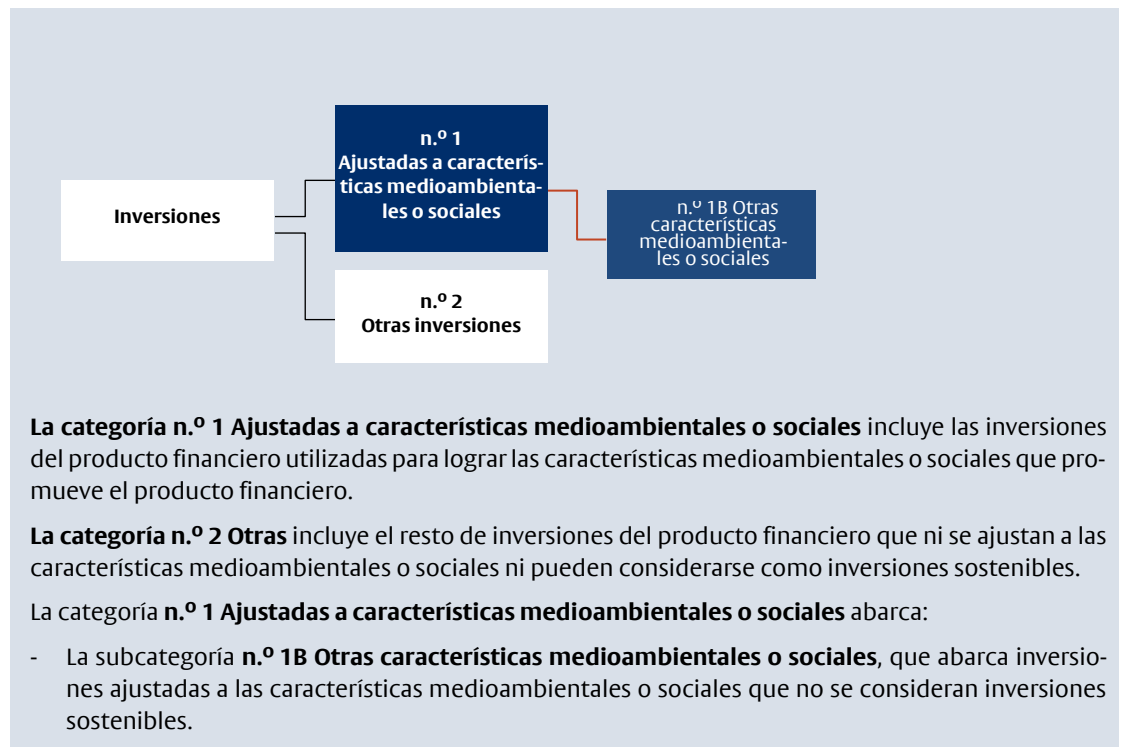 n.º 1
Ajustadas a caracterís-
ticas medioambienta-
les o sociales
Inversiones
n.º 1B Otras
características
medioambienta-
les o sociales
n.º 2
Otras inversiones
La categoría n.º 1 Ajustadas a características medioambientales o sociales incluye las inversiones
del producto financiero utilizadas para lograr las características medioambientales o sociales que pro-
mueve el producto financiero.
La categoría n.º 2 Otras incluye el resto de inversiones del producto financiero que ni se ajustan a las
características medioambientales o sociales ni pueden considerarse como inversiones sostenibles.
La categoría n.º 1 Ajustadas a características medioambientales o sociales abarca:
- La subcategoría n.º 1B Otras características medioambientales o sociales, que abarca inversio-
nes ajustadas a las características medioambientales o sociales que no se consideran inversiones
sostenibles.